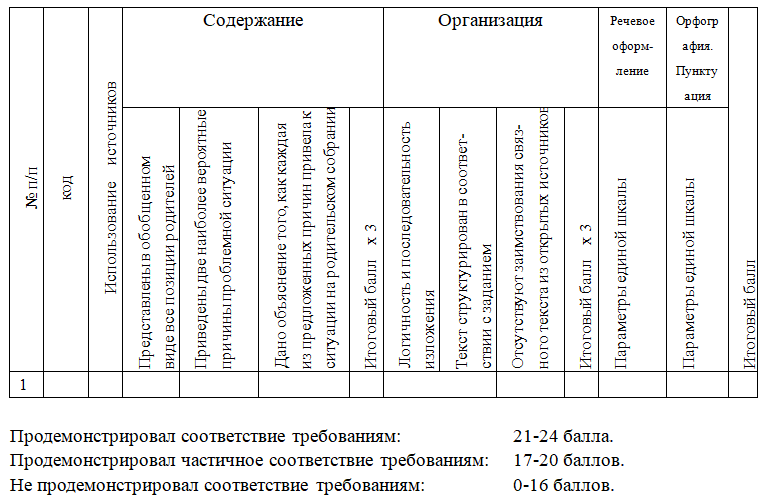 № п/п
код
Использование источников
Содержание
Организация
Речевое
оформ-
ление
Орфогр
афия.
Пункту
ация
Итоговый балл
Представлены в обобщенном
виде все позиции родителей
Приведены две наиболее вероятные
причины проблемной ситуации
Дано объяснение того, как каждая
из предложенных причин привела к
ситуации на родительском собрании
Итоговый балл х 3
Логичность и последовательность
изложения
Текст структурирован в соответ-
ствии с заданием
Отсутствуют заимствования связ-
ного текста из открытых источников
Итоговый балл х 3
Параметры единой шкалы
Параметры единой шкалы
1
Продемонстрировал соответствие требованиям: 21-24 балла.
Продемонстрировал частичное соответствие требованиям: 17-20 баллов.
Не продемонстрировал соответствие требованиям: 0-16 баллов.